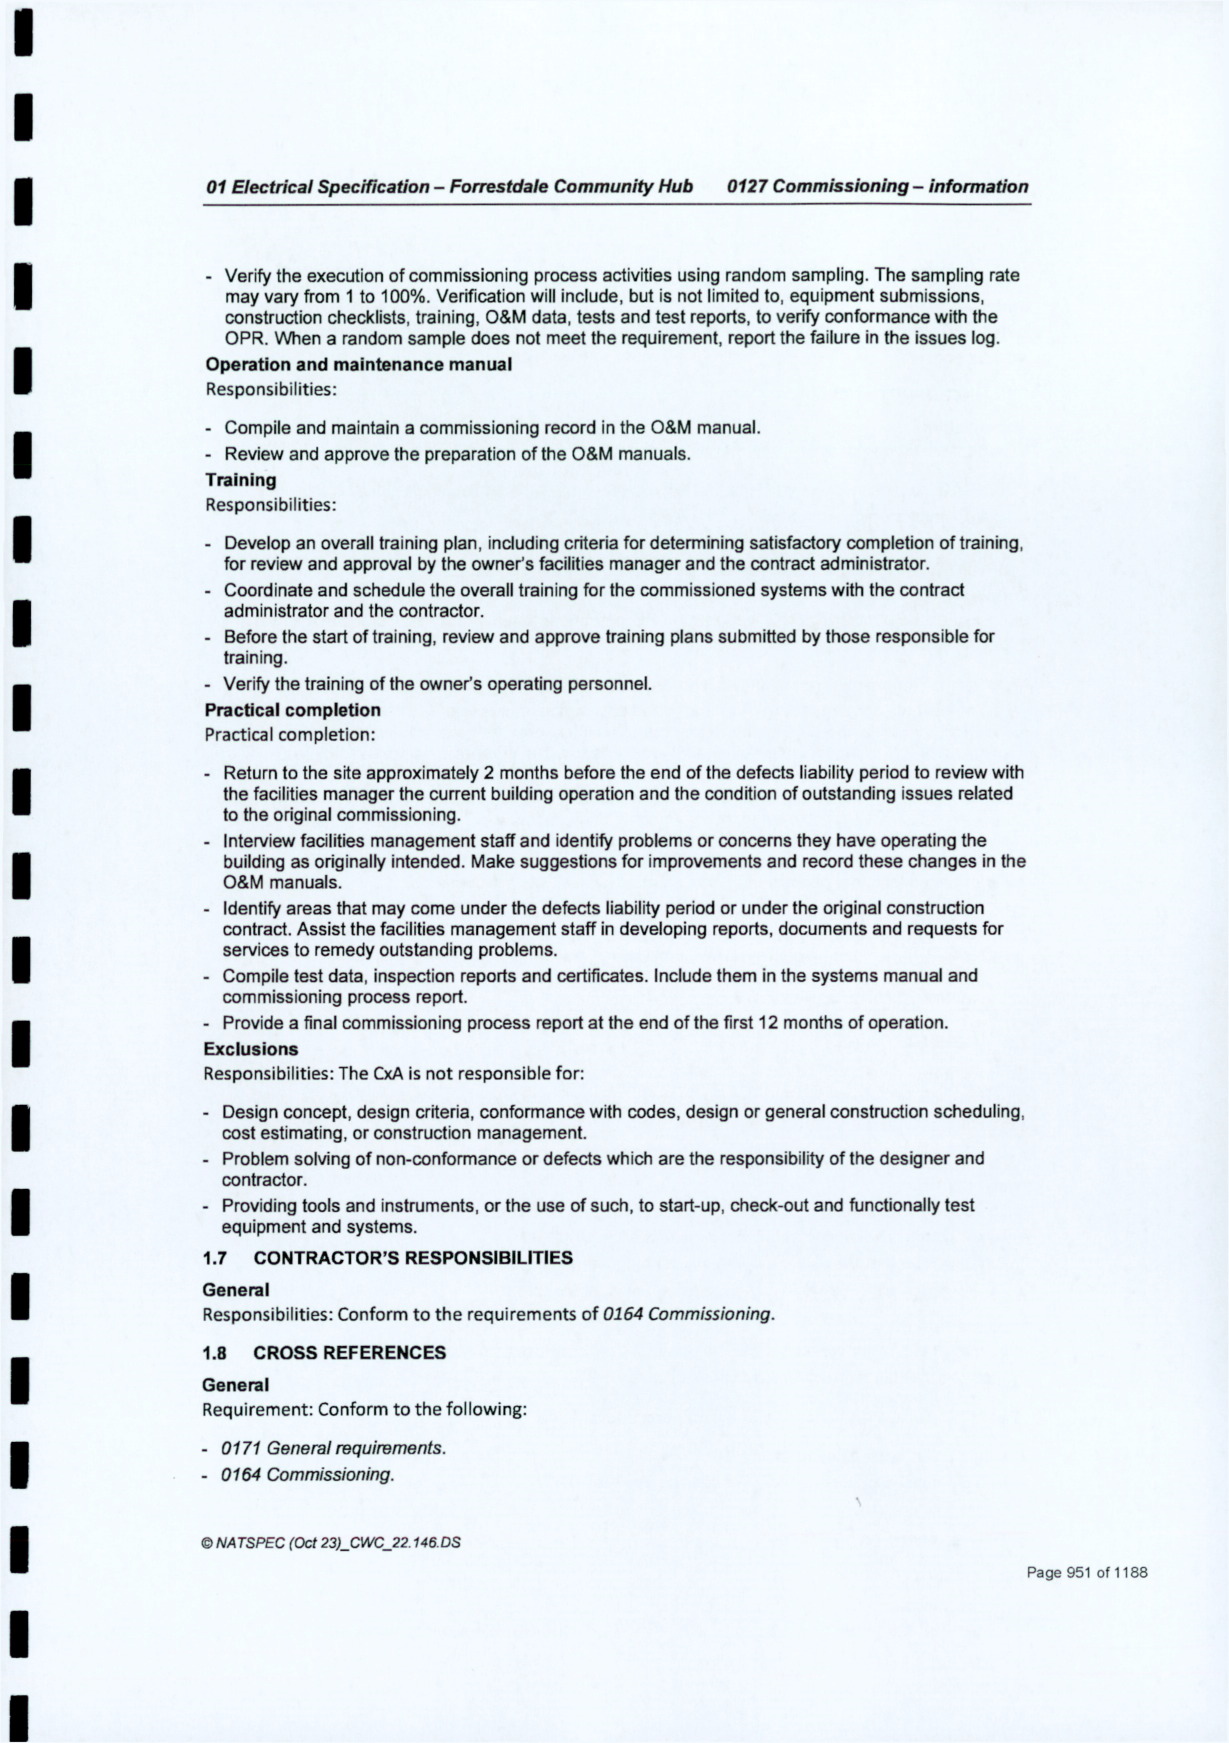 01 Electrical Specification – Forrestdale Community Hub 0127 Commissioning – information
- Verify the execution of commissioning process activities using random sampling. The sampling rate
may vary from 1 to 100%. Verification will include, but is not limited to, equipment submissions,
construction checklists, training, O&M data, tests and test reports, to verify conformance with the
OPR. When a random sample does not meet the requirement, report the failure in the issues log.
Operation and maintenance manual
Responsibilities:
- Compile and maintain a commissioning record in the O&M manual.
- Review and approve the preparation of the O&M manuals.
Training
Responsibilities:
- Develop an overall training plan, including criteria for determining satisfactory completion of training,
for review and approval by the owner's facilities manager and the contract administrator.
- Coordinate and schedule the overall training for the commissioned systems with the contract
administrator and the contractor.
- Before the start of training, review and approve training plans submitted by those responsible for
training.
- Verify the training of the owner's operating personnel.
Practical completion
Practical completion:
- Return to the site approximately 2 months before the end of the defects liability period to review with
the facilities manager the current building operation and the condition of outstanding issues related
to the original commissioning.
- Interview facilities management staff and identify problems or concerns they have operating the
building as originally intended. Make suggestions for improvements and record these changes in the
O&M manuals.
- Identify areas that may come under the defects liability period or under the original construction
contract. Assist the facilities management staff in developing reports, documents and requests for
services to remedy outstanding problems.
- Compile test data, inspection reports and certificates. Include them in the systems manual and
commissioning process report.
- Provide a final commissioning process report at the end of the first 12 months of operation.
Exclusions
Responsibilities: The CxA is not responsible for:
- Design concept, design criteria, conformance with codes, design or general construction scheduling,
cost estimating, or construction management.
- Problem solving of non-conformance or defects which are the responsibility of the designer and
contractor.
- Providing tools and instruments, or the use of such, to start-up, check-out and functionally test
equipment and systems.
1.7 CONTRACTOR'S RESPONSIBILITIES
General
Responsibilities: Conform to the requirements of 0164 Commissioning.
1.8 CROSS REFERENCES
General
Requirement: Conform to the following:
- 0171 General requirements.
- 0164 Commissioning.
© NATSPEC (Oct 23)_CWC_22.146.DS
Page 951 of 1188